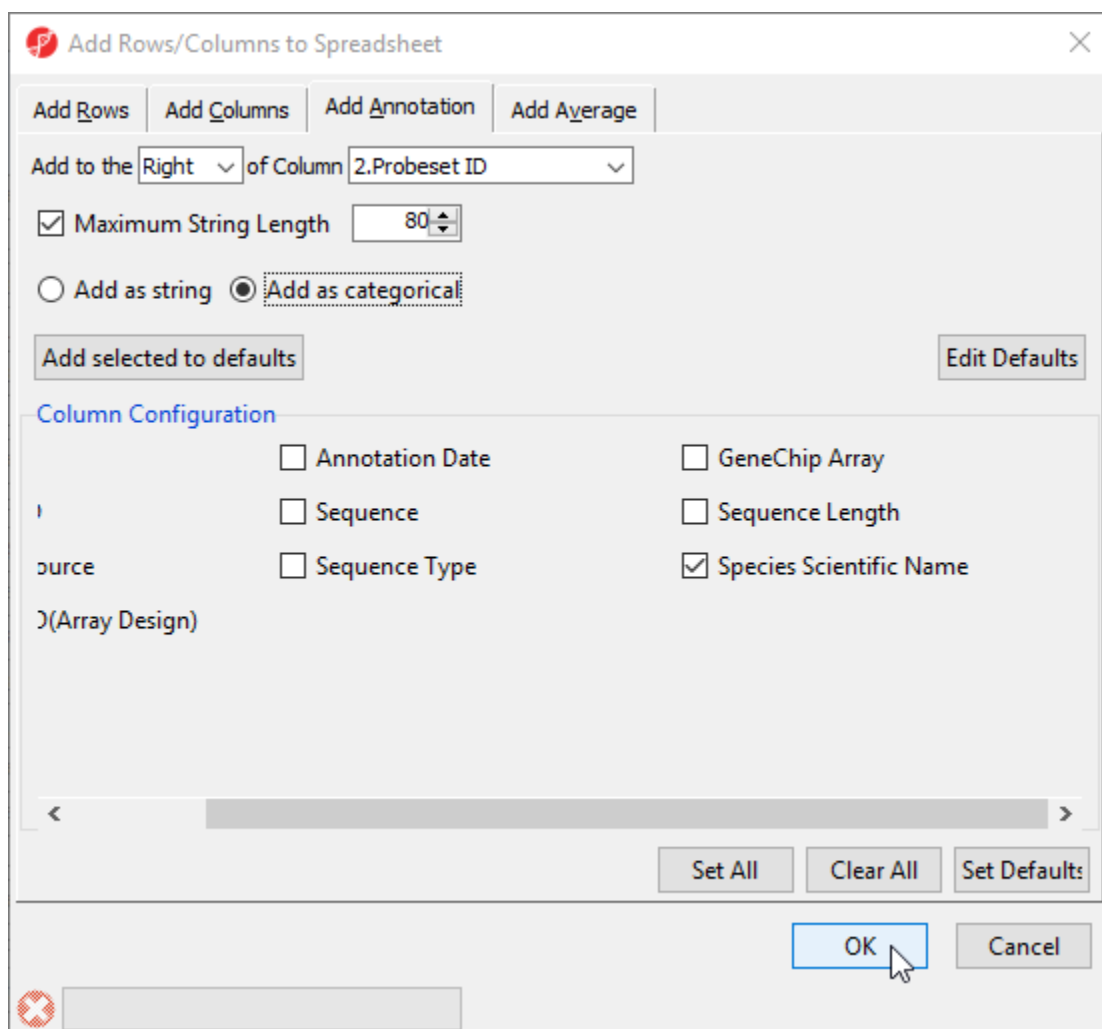 Add Rows/Columns to Spreadsheet
Add Rows Add Columns Add Annotation Add Average
Add to the Right of Column 2.Probeset ID
Maximum String Length 80
Add as string Add as categorical
Add selected to defaults Edit Defaults
Column Configuration
Annotation Date GeneChip Array
Sequence Sequence Length
ource Sequence Type Species Scientific Name
(Array Design)
Set All Clear All Set Defaults
OK Cancel